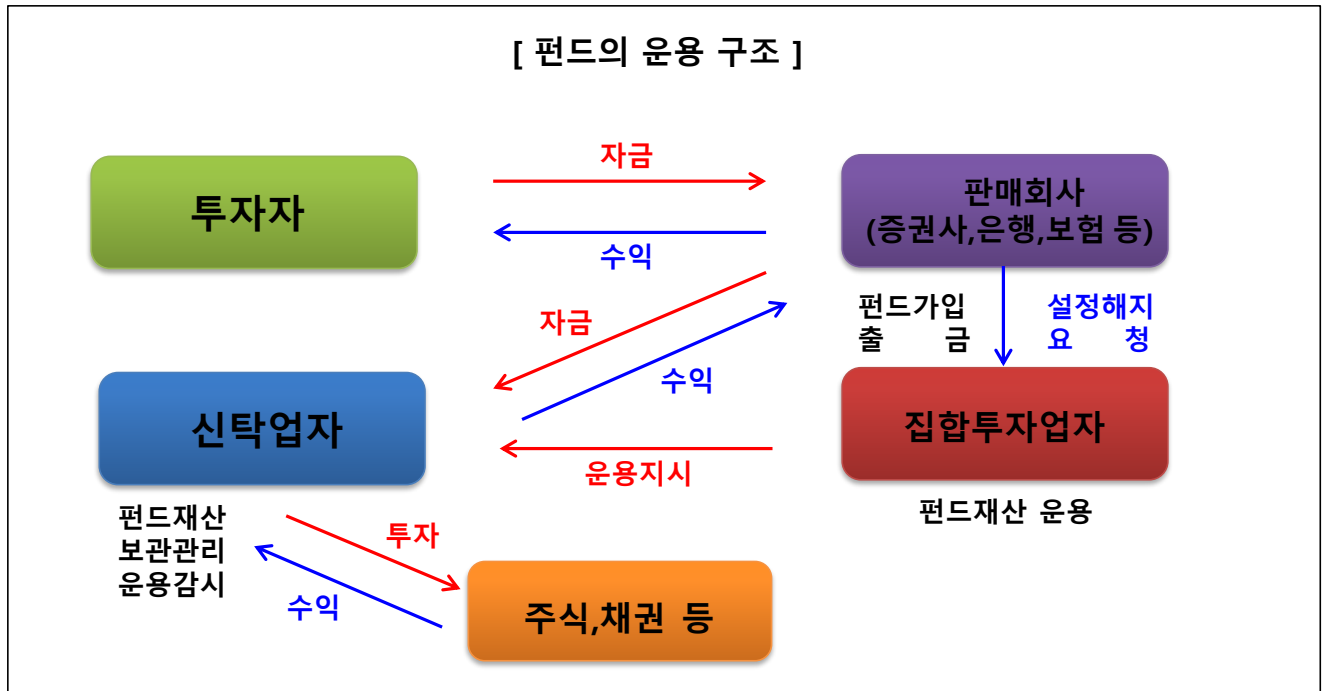 [ 펀드의 운용 구조 ]
투자자
자금
수익
판매회사
(증권사,은행,보험 등)
자금
수익
펀드가입
출 금
설정해지
요 청
신탁업자
운용지시
집합투자업자
펀드재산 운용
펀드재산
보관관리
운용감시
투자
수익
주식,채권 등